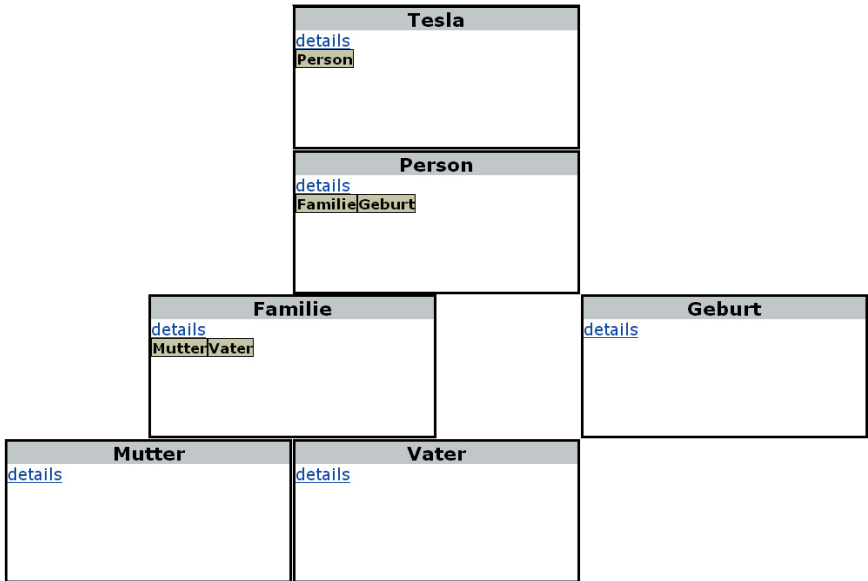 Tesla
details
Person
Person
details
Familie Geburt
Familie
details
Mutter Vater
Geburt
details
Mutter
details
Vater
details